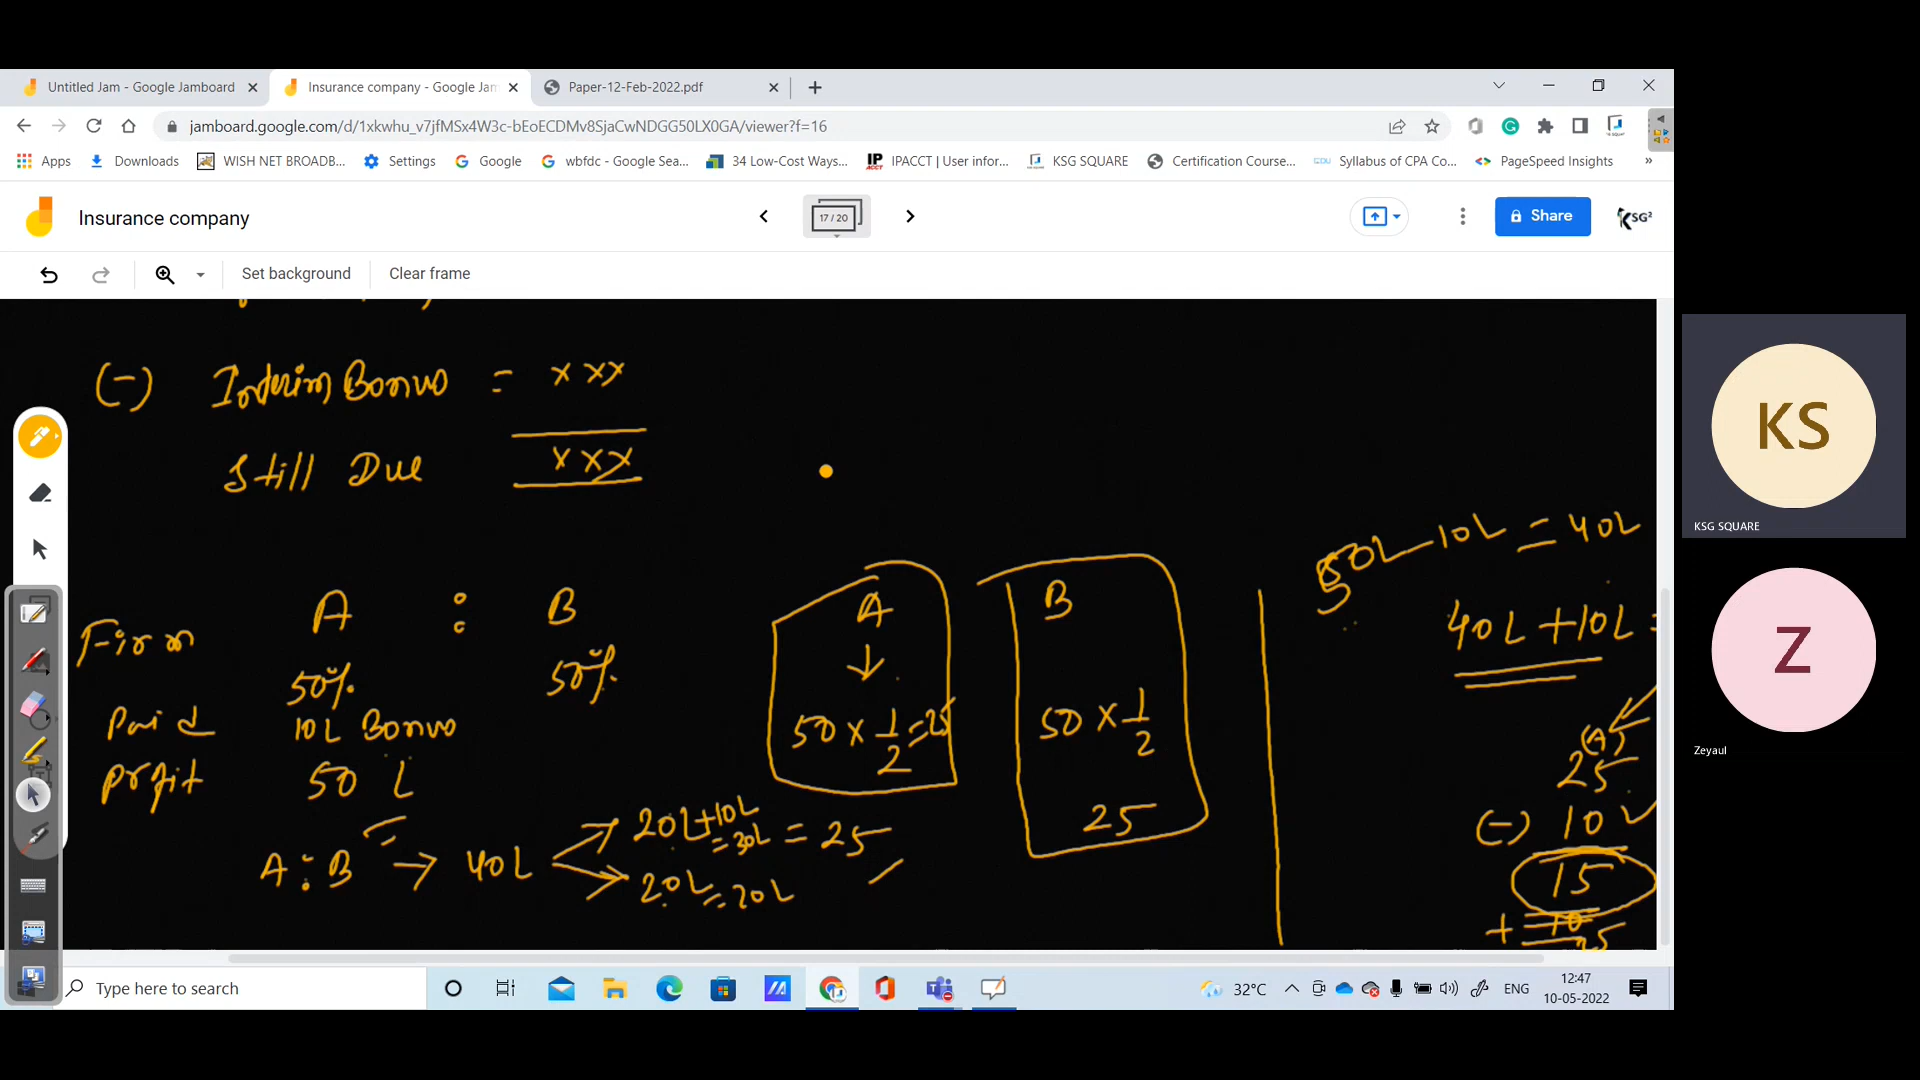 Untitled Jam - Google Jamboard
Insurance company - Google Jam
Paper-12-Feb-2022.pdf
jamboard.google.com/d/1xkwhu_v7jfMSx4W3c-bEoECDMv8SjaCwNDGG50LX0GA/viewer?f=16
Apps
Downloads
WISH NET BROADB...
Settings
Google
wbfdc - Google Sea...
34 Low-Cost Ways...
IPACCT | User infor...
KSG SQUARE
Certification Course...
Syllabus of CPA Co...
PageSpeed Insights
»
Insurance company
17 / 20
Share
KSG²
Set background
Clear frame
(-) Interim Bonus = xxx
Still Due xxx
50L - 10L = 40L
40L + 10L =
Firm A : B
50% 50%
Paid 10L Bonus
Profit 50 L
A : B → 40L
20L+10L
=30L = 25
20L = 20L
A
↓
50 x 1/2 = 25
B
50 x 1/2
25
(A)
25
(-) 10
15
+ 10
25
KS
KSG SQUARE
Z
Zeyaul
Type here to search
32°C
ENG
12:47
10-05-2022